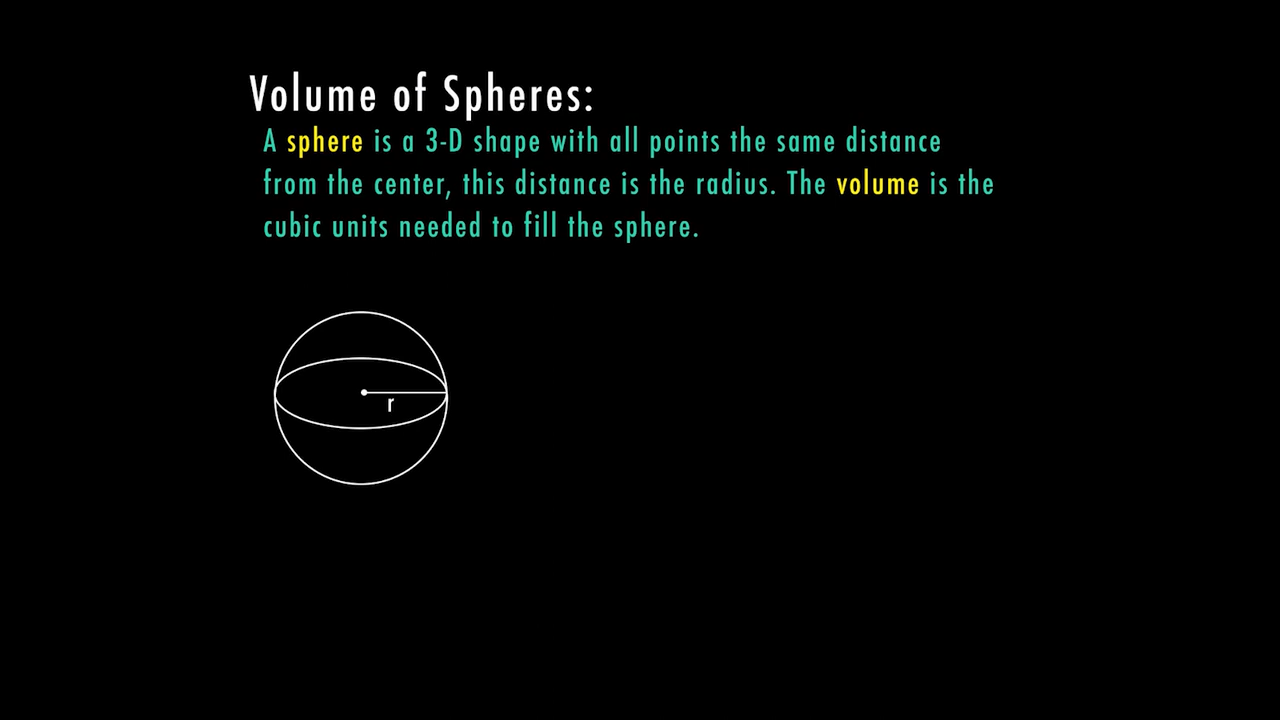 Volume of Spheres:
A sphere is a 3-D shape with all points the same distance
from the center, this distance is the radius. The volume is the
cubic units needed to fill the sphere.
r